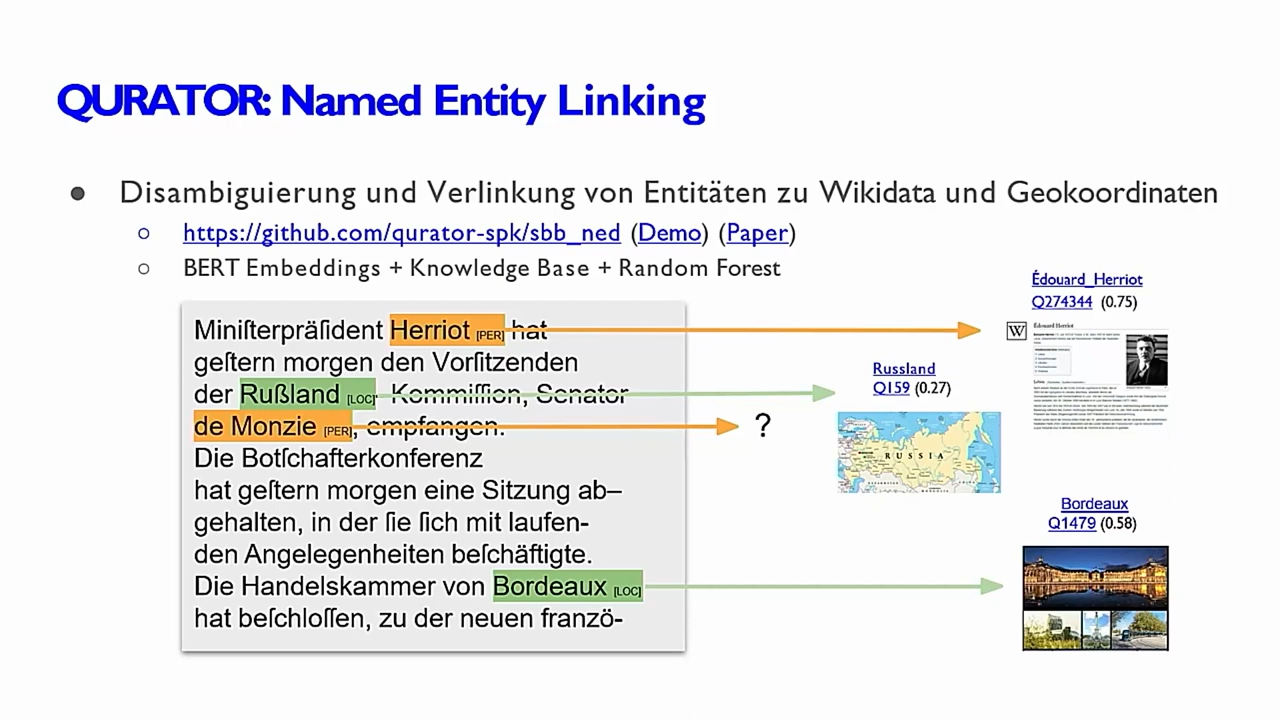 QURATOR: Named Entity Linking
● Disambiguierung und Verlinkung von Entitäten zu Wikidata und Geokoordinaten
○ https://github.com/qurator-spk/sbb_ned (Demo) (Paper)
○ BERT Embeddings + Knowledge Base + Random Forest
Miniſterpräſident Herriot [PER] hat
geſtern morgen den Vorſitzenden
der Rußland [LOC]- Kommiſſion, Senator
de Monzie [PER], empfangen.
Die Botſchafterkonferenz
hat geſtern morgen eine Sitzung ab–
gehalten, in der ſie ſich mit laufen-
den Angelegenheiten beſchäftigte.
Die Handelskammer von Bordeaux [LOC]
hat beſchloſſen, zu der neuen franzö-
Édouard_Herriot
Q274344 (0.75)
W
Édouard Herriot
Russland
Q159 (0.27)
RUSSIA
?
Bordeaux
Q1479 (0.58)